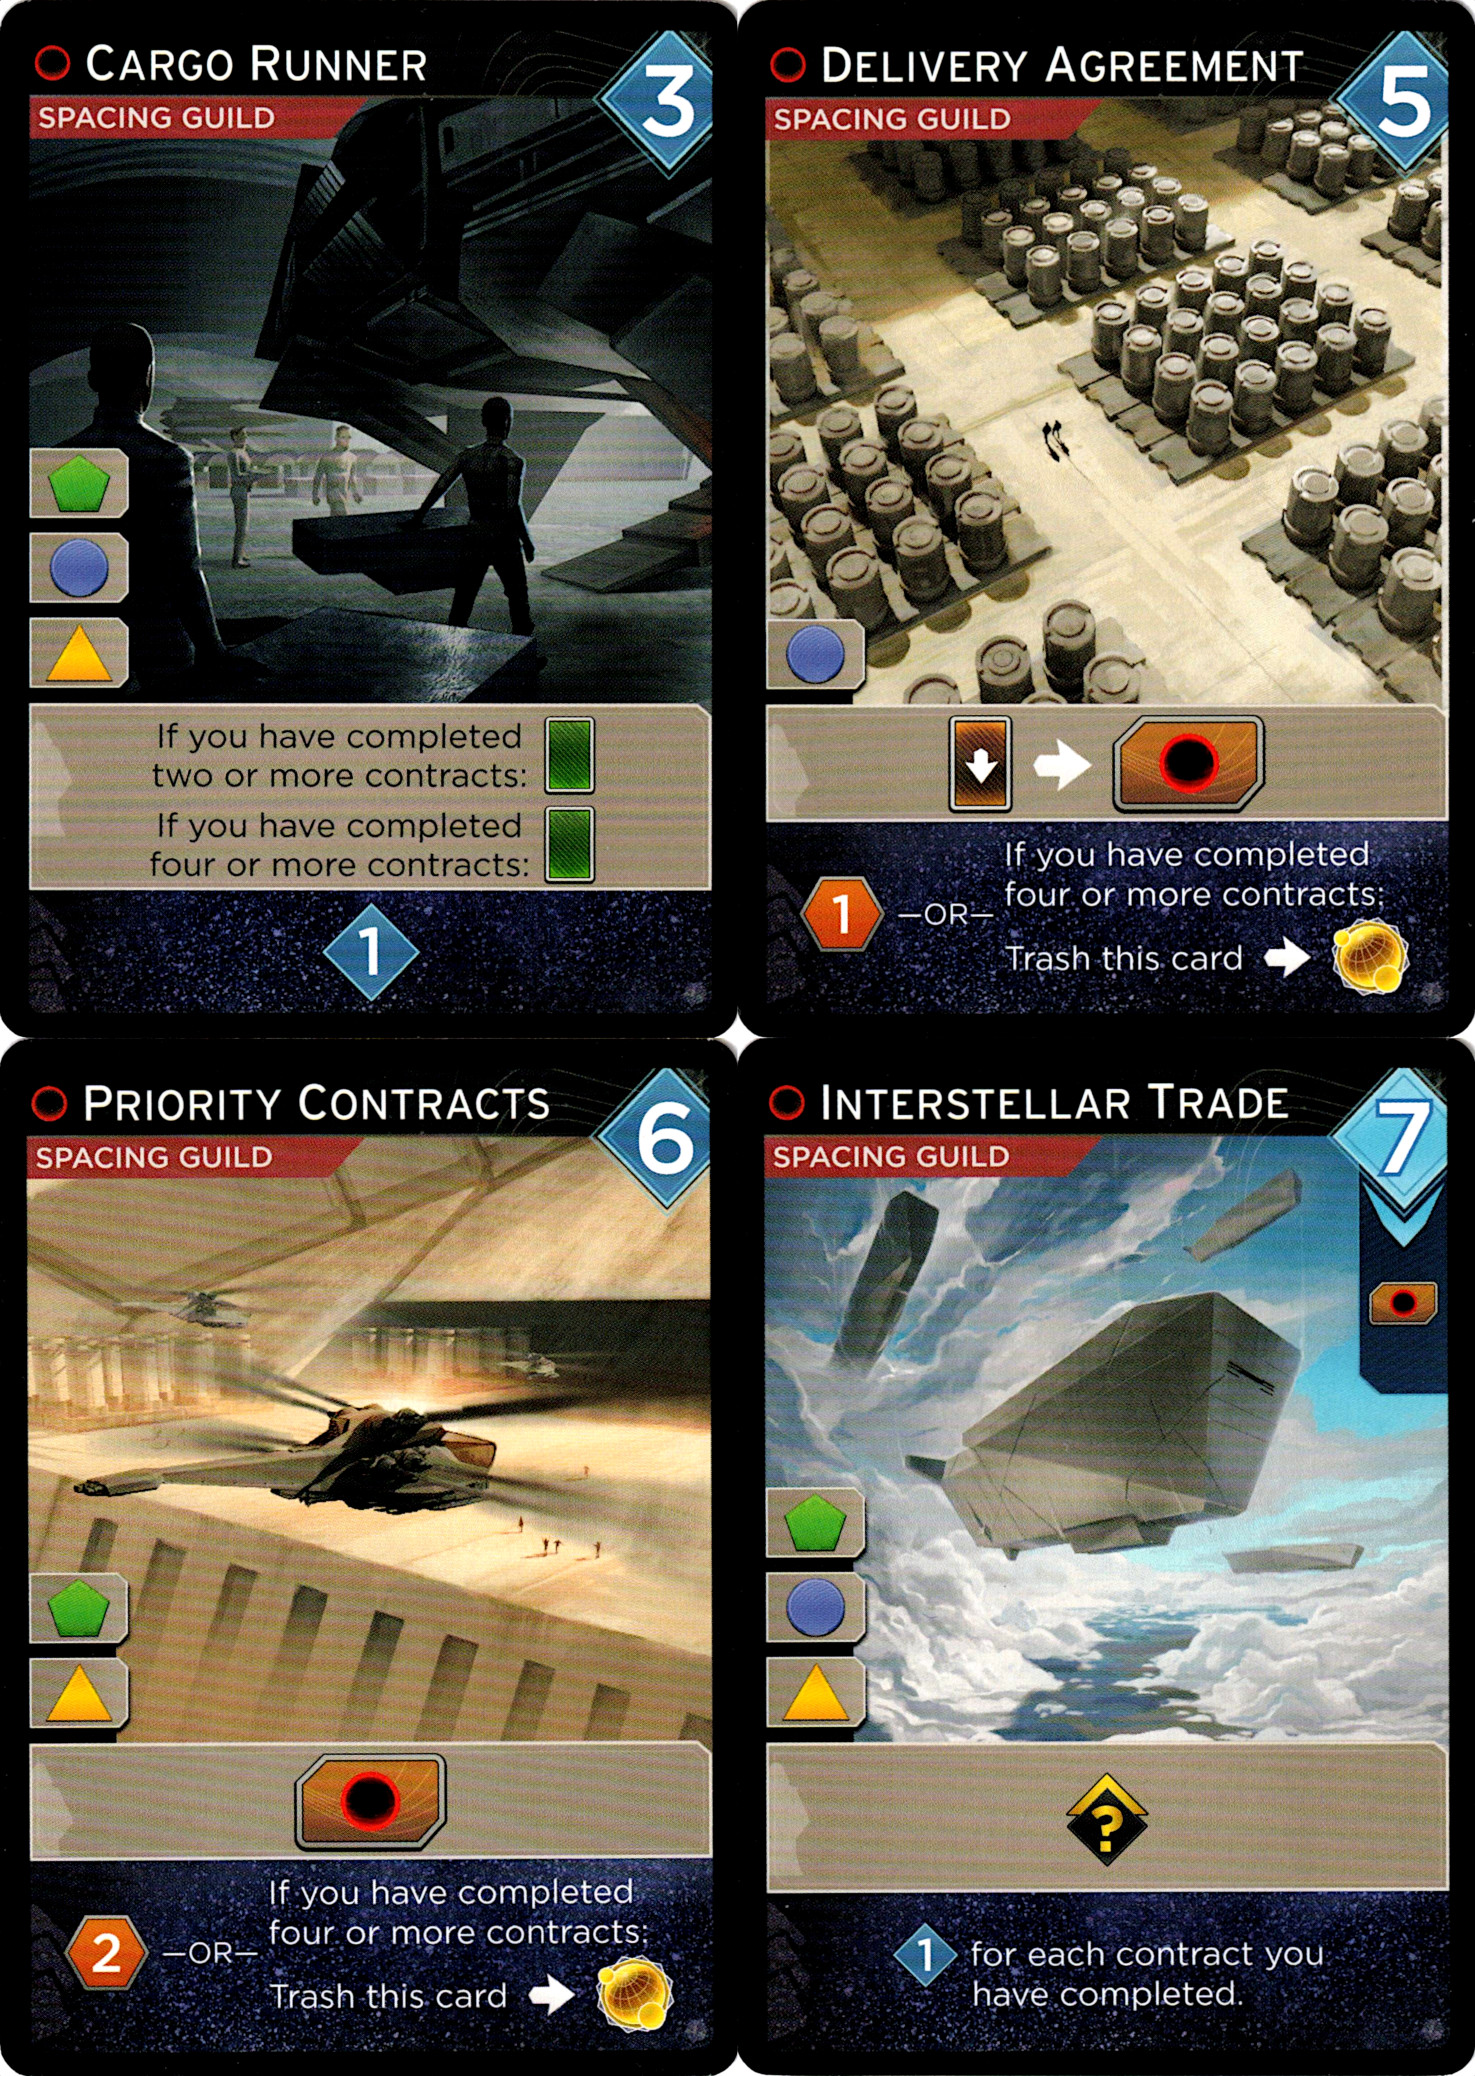 CARGO RUNNER
3
SPACING GUILD
If you have completed
two or more contracts:
If you have completed
four or more contracts:
1
DELIVERY AGREEMENT
5
SPACING GUILD
If you have completed
four or more contracts:
1 —OR—
Trash this card
PRIORITY CONTRACTS
6
SPACING GUILD
If you have completed
four or more contracts:
2 —OR—
Trash this card
INTERSTELLAR TRADE
7
SPACING GUILD
?
1 for each contract you
have completed.